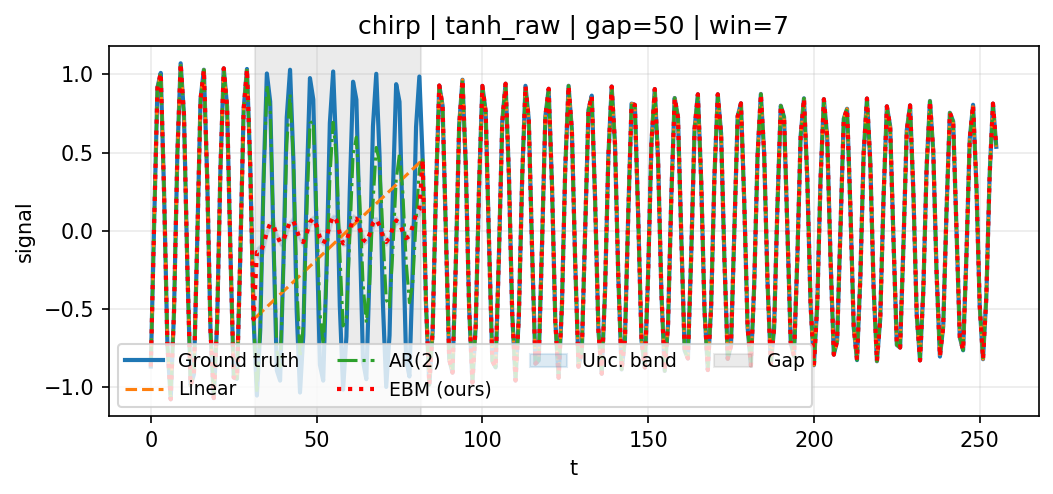 chirp | tanh_raw | gap=50 | win=7
1.0
0.5
0.0
−0.5
−1.0
signal
Ground truth
Linear
AR(2)
EBM (ours)
Unc. band
Gap
0
50
100
150
200
250
t